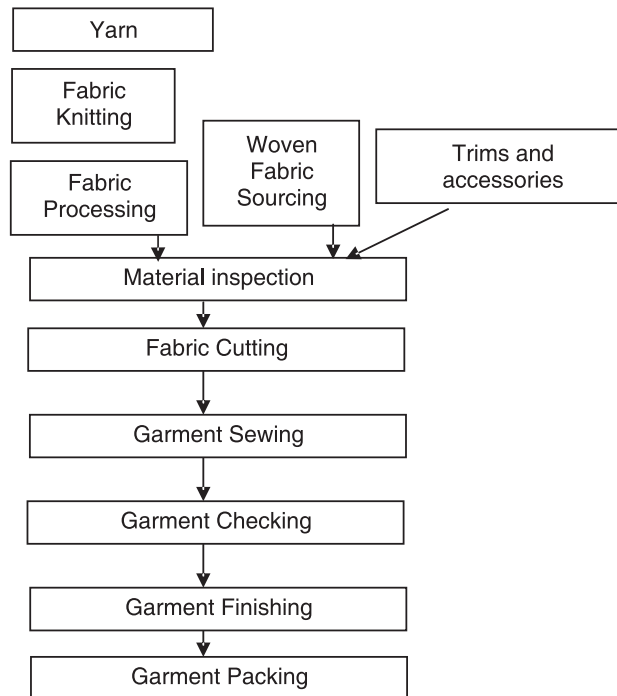 Yarn
Fabric
Knitting
Woven
Fabric
Sourcing
Trims and
accessories
Fabric
Processing
Material inspection
Fabric Cutting
Garment Sewing
Garment Checking
Garment Finishing
Garment Packing